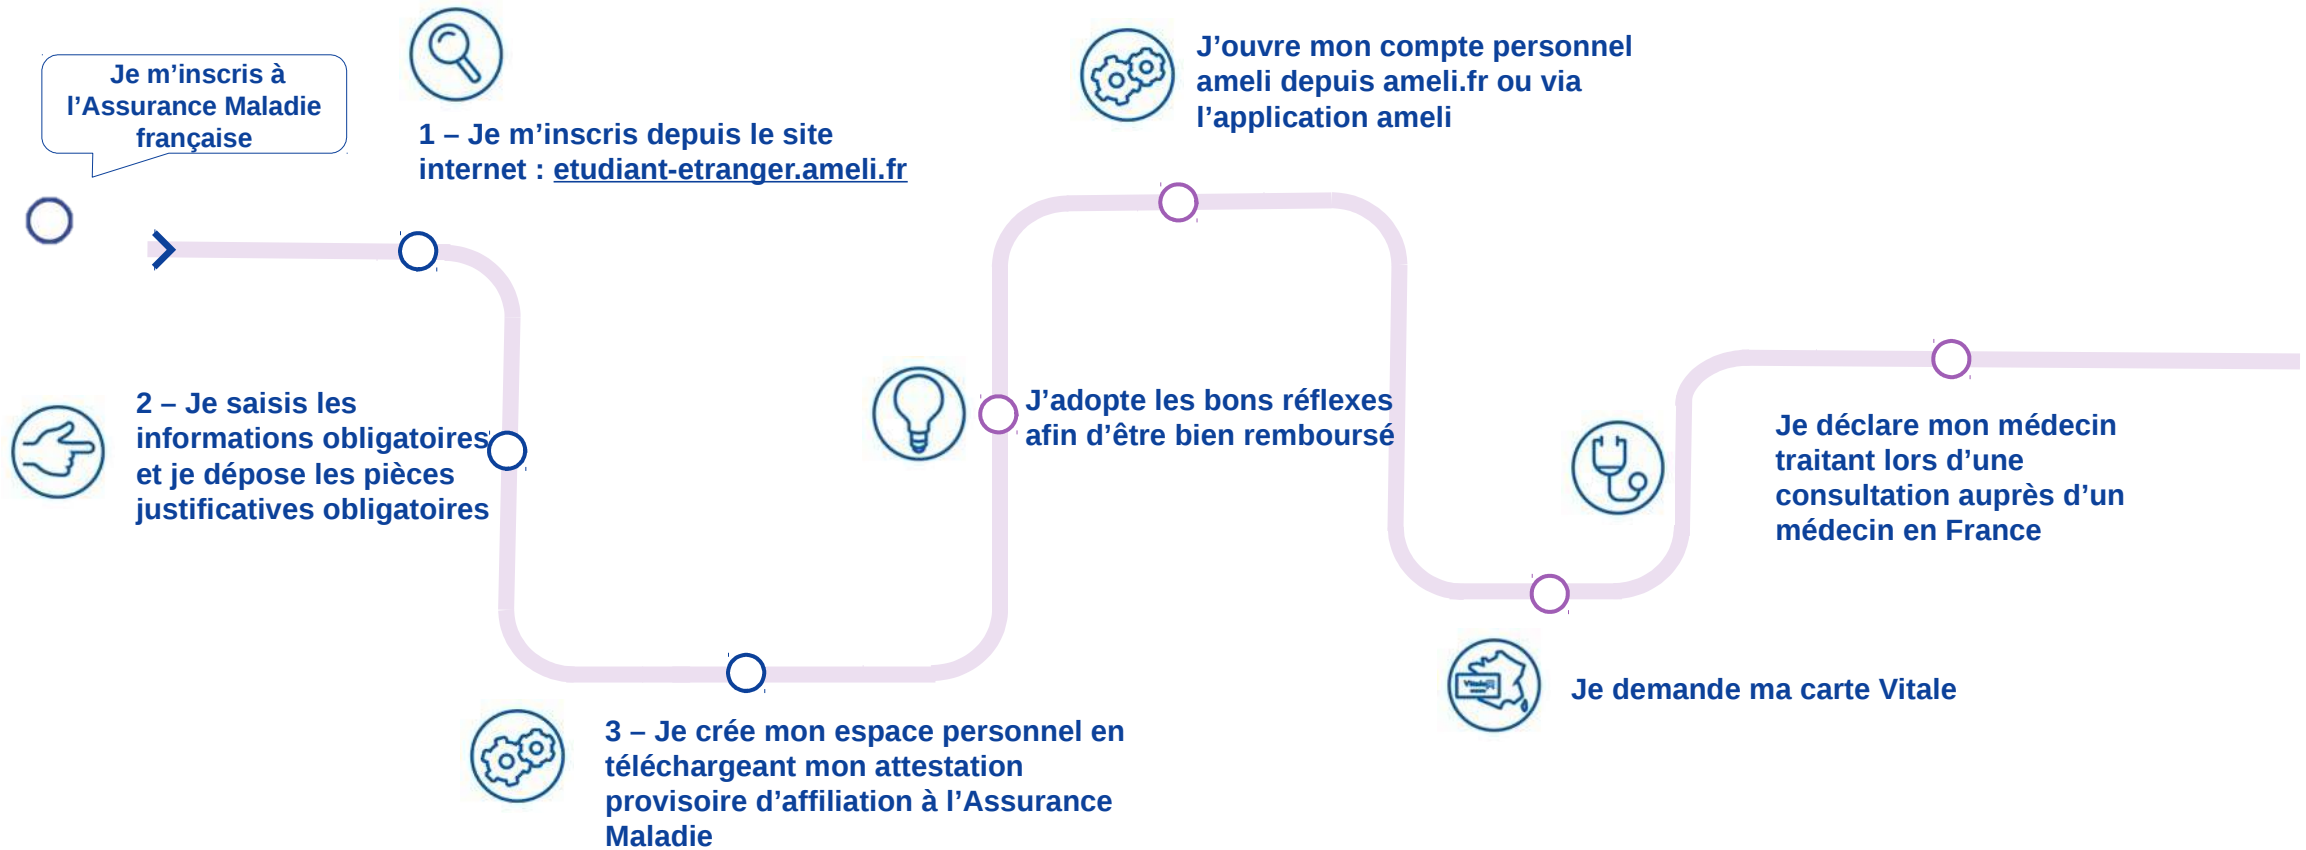 Je m’inscris à
l’Assurance Maladie
française
1 – Je m’inscris depuis le site
internet : etudiant-etranger.ameli.fr
2 – Je saisis les
informations obligatoires
et je dépose les pièces
justificatives obligatoires
3 – Je crée mon espace personnel en
téléchargeant mon attestation
provisoire d’affiliation à l’Assurance
Maladie
J’adopte les bons réflexes
afin d’être bien remboursé
J’ouvre mon compte personnel
ameli depuis ameli.fr ou via
l’application ameli
Vitale
Je demande ma carte Vitale
Je déclare mon médecin
traitant lors d’une
consultation auprès d’un
médecin en France